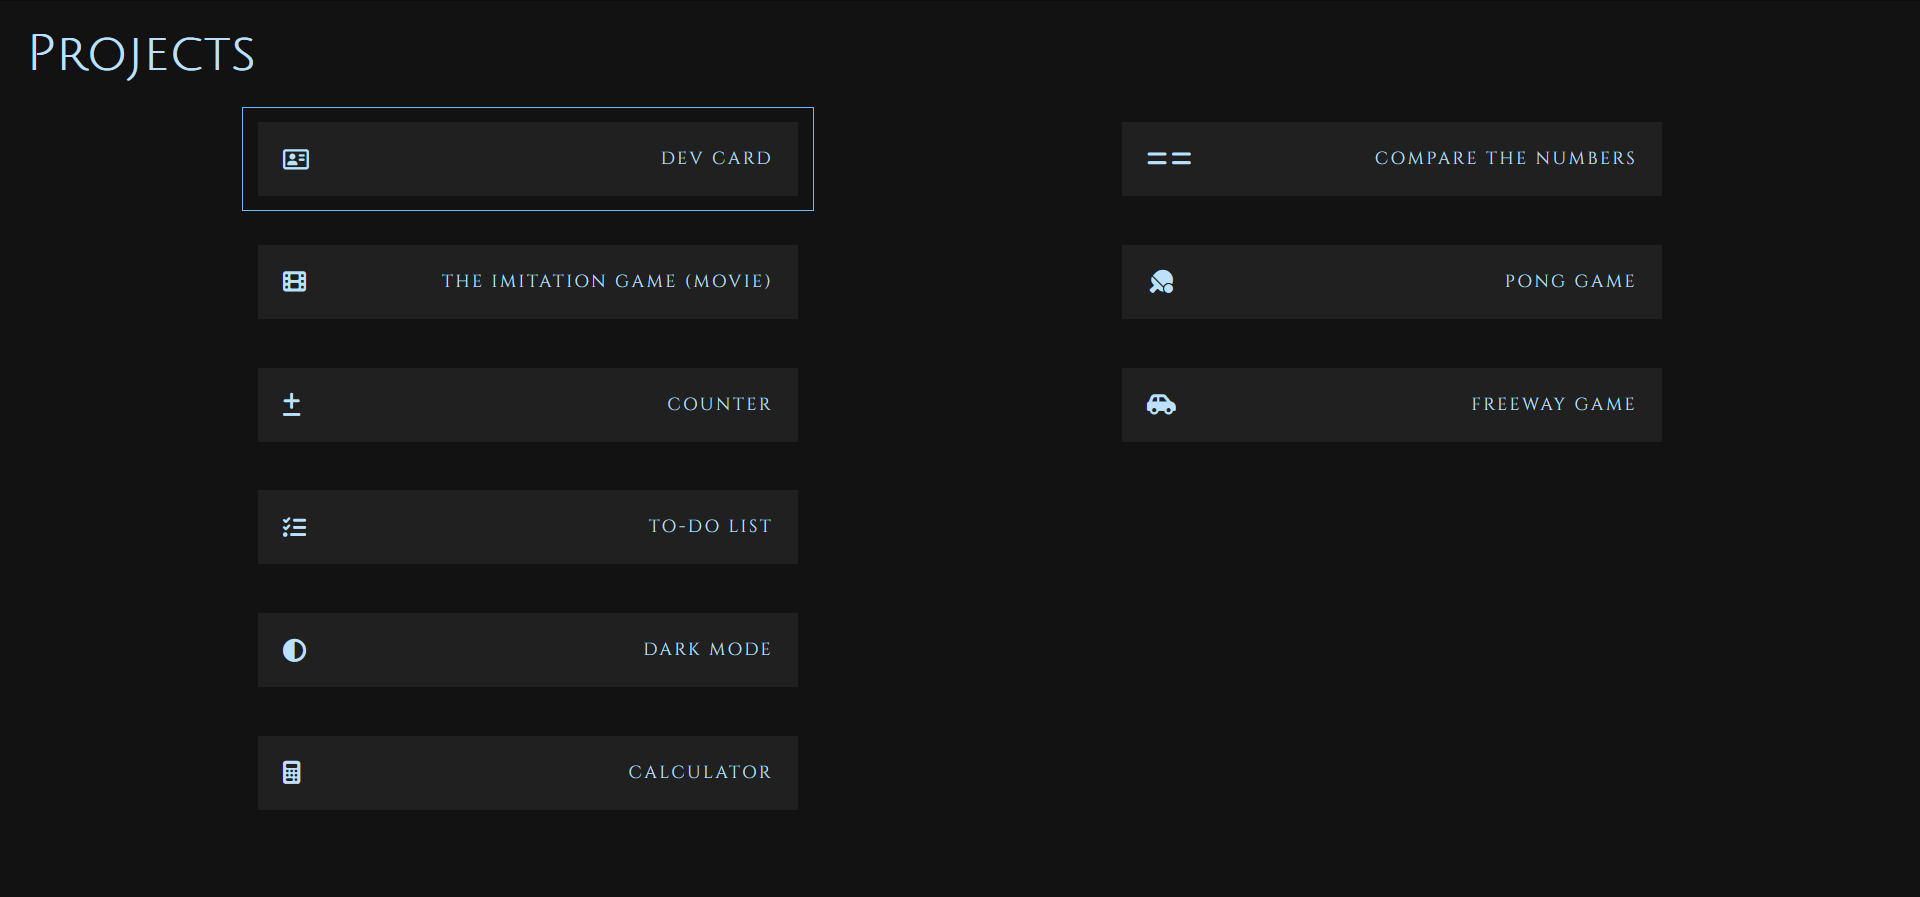 Projects
DEV CARD
THE IMITATION GAME (MOVIE)
COUNTER
TO-DO LIST
DARK MODE
CALCULATOR
COMPARE THE NUMBERS
PONG GAME
FREEWAY GAME